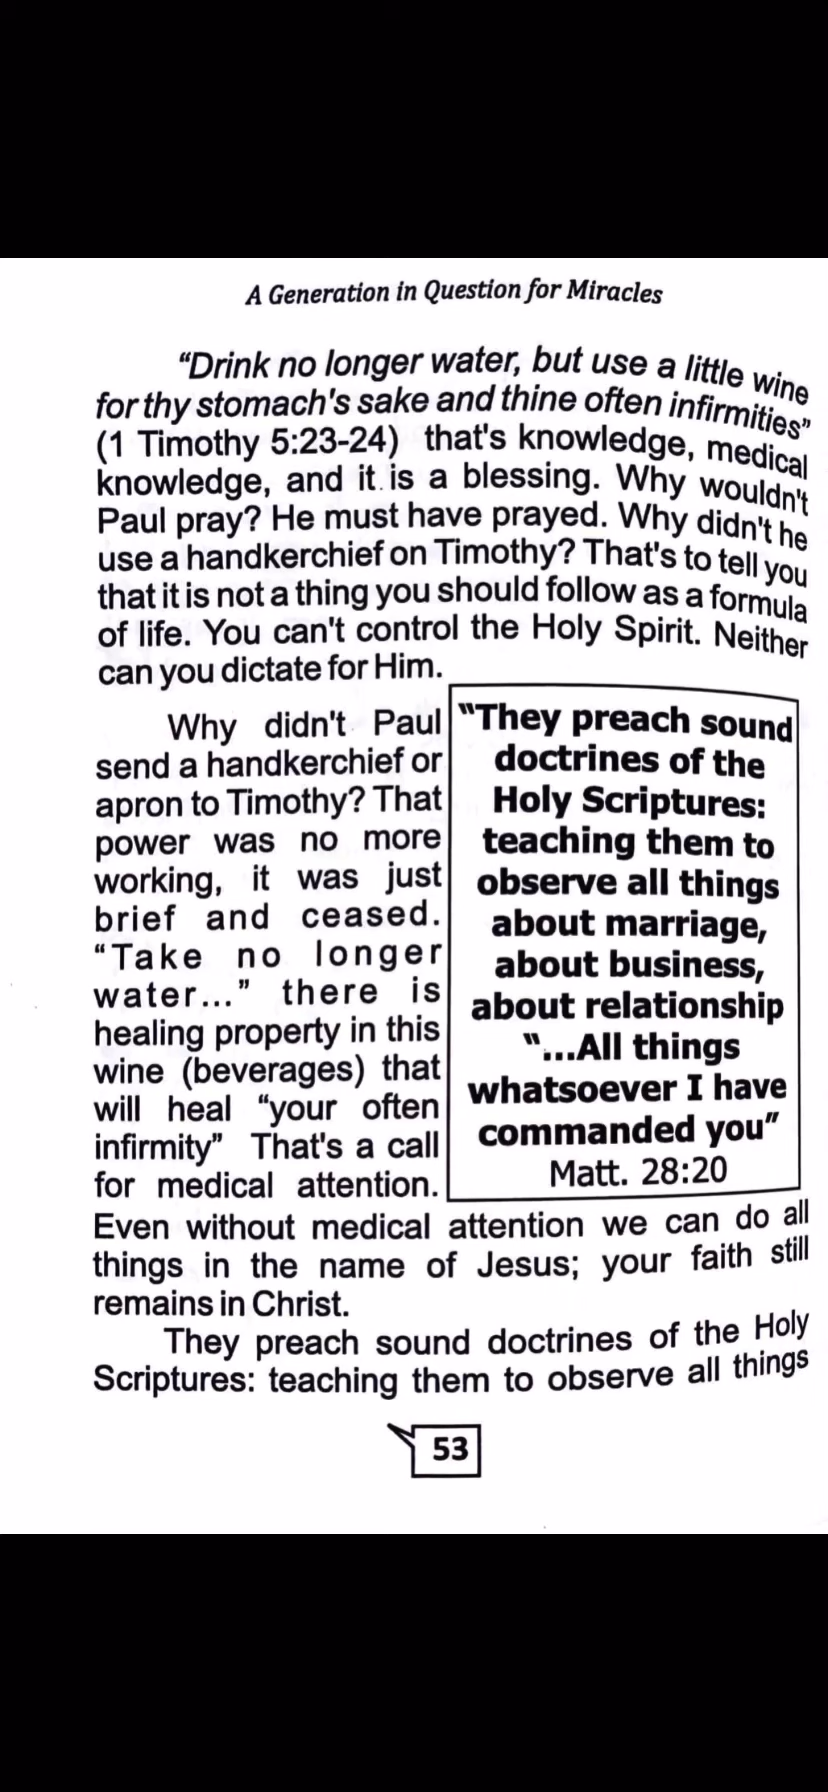 A Generation in Question for Miracles
“Drink no longer water, but use a little wine
for thy stomach's sake and thine often infirmities”
(1 Timothy 5:23-24) that's knowledge, medical
knowledge, and it is a blessing. Why wouldn't
Paul pray? He must have prayed. Why didn't he
use a handkerchief on Timothy? That's to tell you
that it is not a thing you should follow as a formula
of life. You can't control the Holy Spirit. Neither
can you dictate for Him.
Why didn't Paul
send a handkerchief or
apron to Timothy? That
power was no more
working, it was just
brief and ceased.
“Take no longer
water...” there is
healing property in this
wine (beverages) that
will heal “your often
infirmity” That's a call
for medical attention.
"They preach sound
doctrines of the
Holy Scriptures:
teaching them to
observe all things
about marriage,
about business,
about relationship
"...All things
whatsoever I have
commanded you”
Matt. 28:20
Even without medical attention we can do all
things in the name of Jesus; your faith still
remains in Christ.
They preach sound doctrines of the Holy
Scriptures: teaching them to observe all things
53